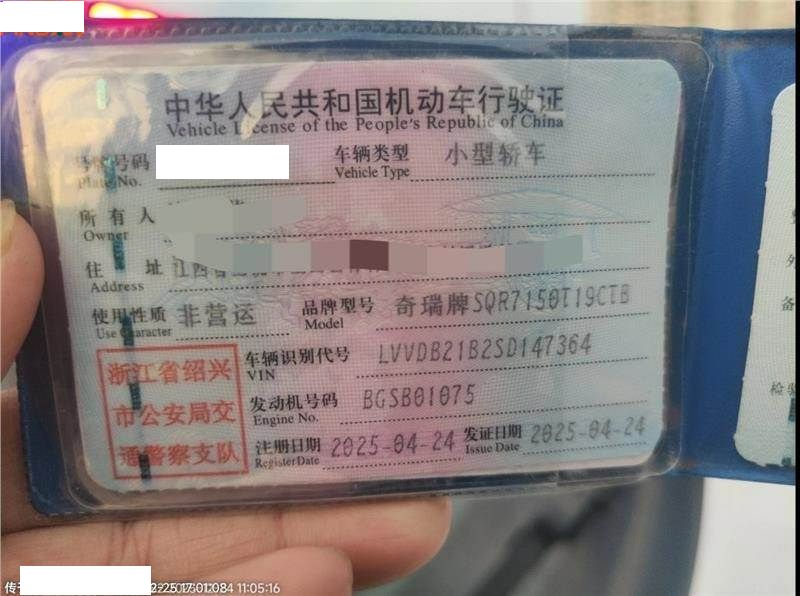 中华人民共和国机动车行驶证
Vehicle License of the People's Republic of China
号牌号码
Plate No.
车辆类型 小型轿车
Vehicle Type
所有人
Owner
住址 江西省
Address
使用性质 非营运
Use Character
品牌型号 奇瑞牌SQR7150T19CTB
Model
浙江省绍兴
市公安局交
通警察支队
车辆识别代号 LVVDB21B2SD147364
VIN
发动机号码 BGSB01075
Engine No.
注册日期 2025-04-24
Register Date
发证日期 2025-04-24
Issue Date